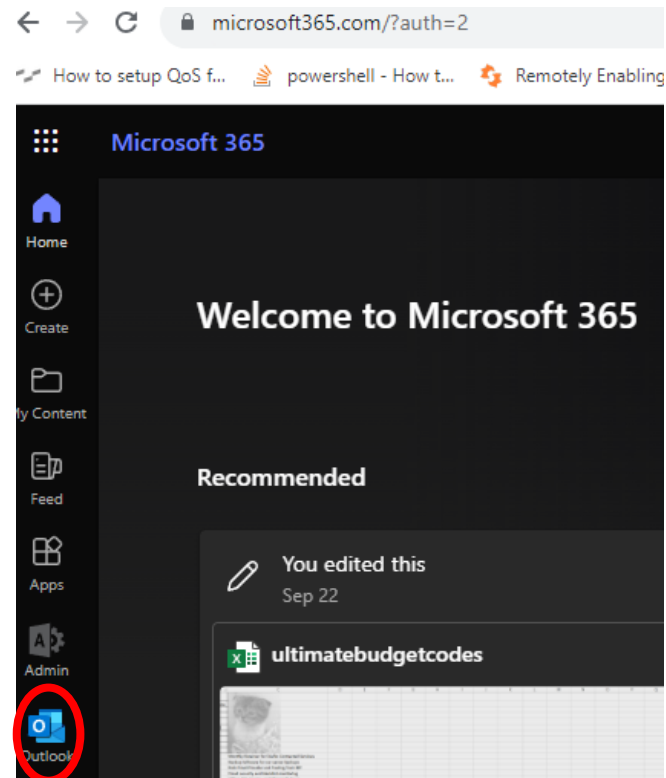 microsoft365.com/?auth=2
How to setup QoS f...
powershell - How t...
Remotely Enabling
Microsoft 365
Home
Create
My Content
Feed
Apps
Admin
Outlook
Welcome to Microsoft 365
Recommended
You edited this
Sep 22
ultimatebudgetcodes